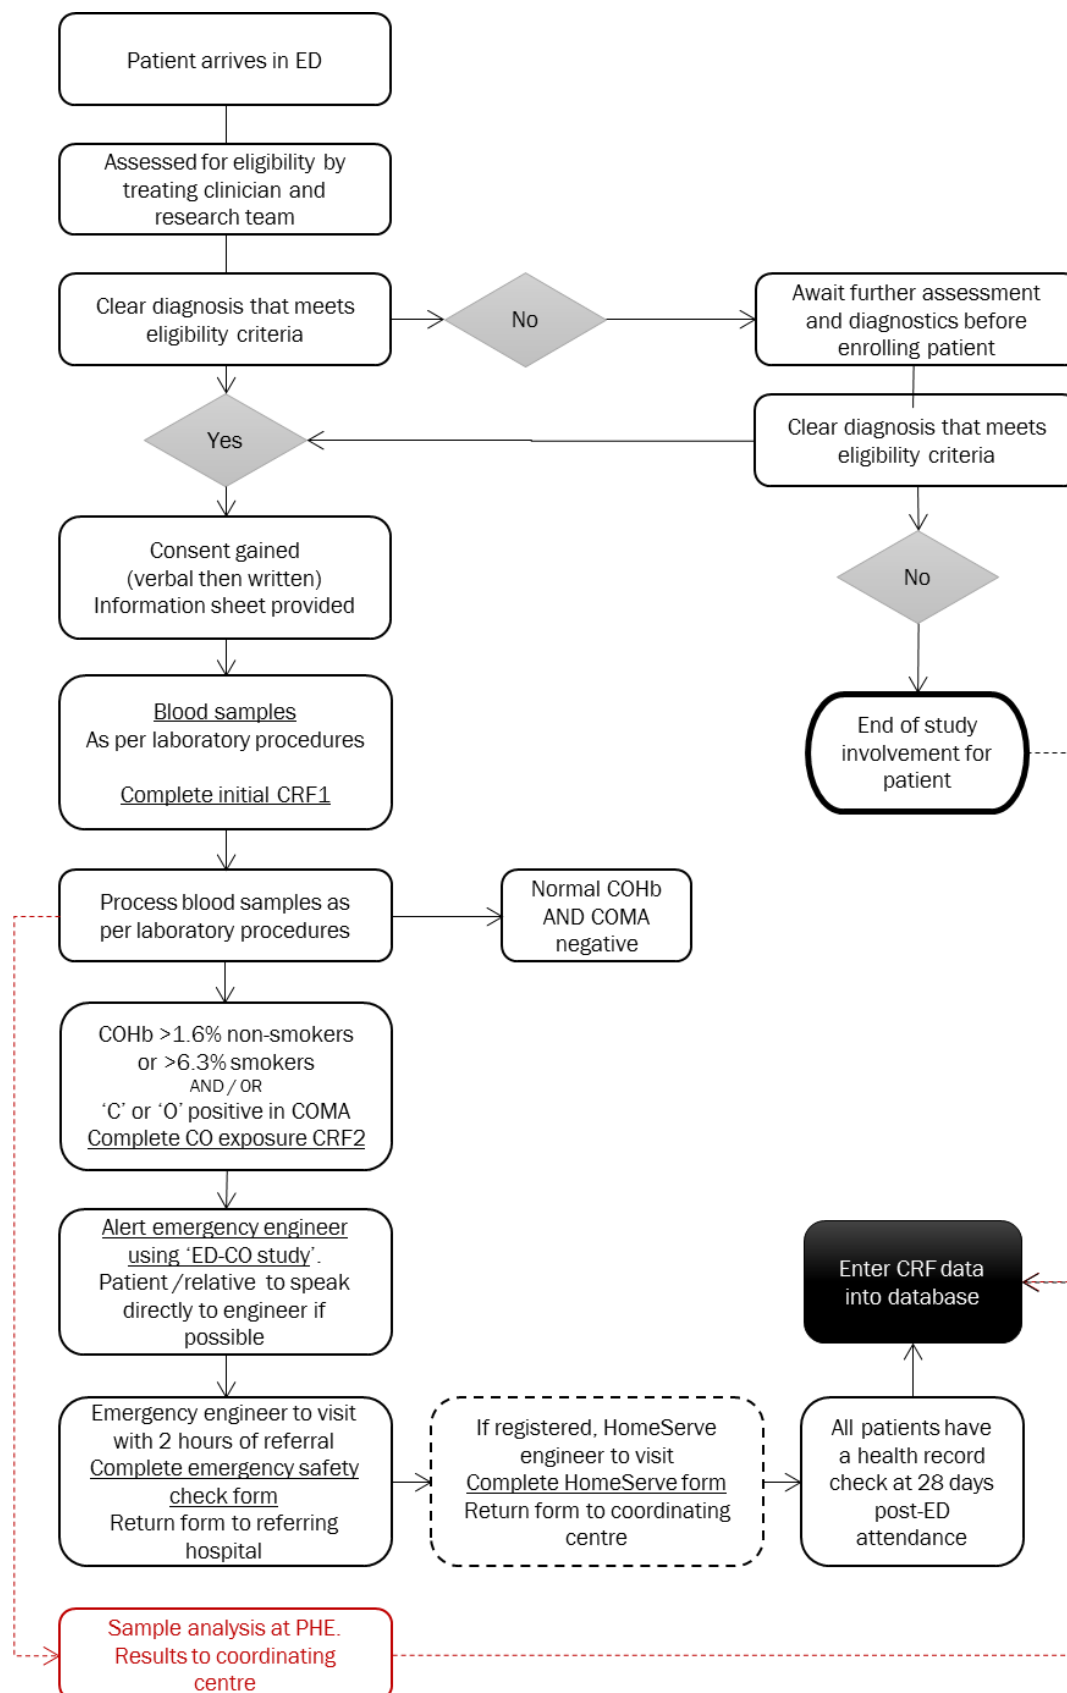 Patient arrives in ED
Assessed for eligibility by
treating clinician and
research team
Clear diagnosis that meets
eligibility criteria
No
Await further assessment
and diagnostics before
enrolling patient
Yes
Clear diagnosis that meets
eligibility criteria
No
End of study
involvement for
patient
Consent gained
(verbal then written)
Information sheet provided
Blood samples
As per laboratory procedures
Complete initial CRF1
Process blood samples as
per laboratory procedures
Normal COHb
AND COMA
negative
COHb >1.6% non-smokers
or >6.3% smokers
AND / OR
‘C’ or ‘O’ positive in COMA
Complete CO exposure CRF2
Alert emergency engineer
using ‘ED-CO study’.
Patient /relative to speak
directly to engineer if
possible
Emergency engineer to visit
with 2 hours of referral
Complete emergency safety
check form
Return form to referring
hospital
If registered, HomeServe
engineer to visit
Complete HomeServe form
Return form to coordinating
centre
All patients have
a health record
check at 28 days
post-ED
attendance
Enter CRF data
into database
Sample analysis at PHE.
Results to coordinating
centre